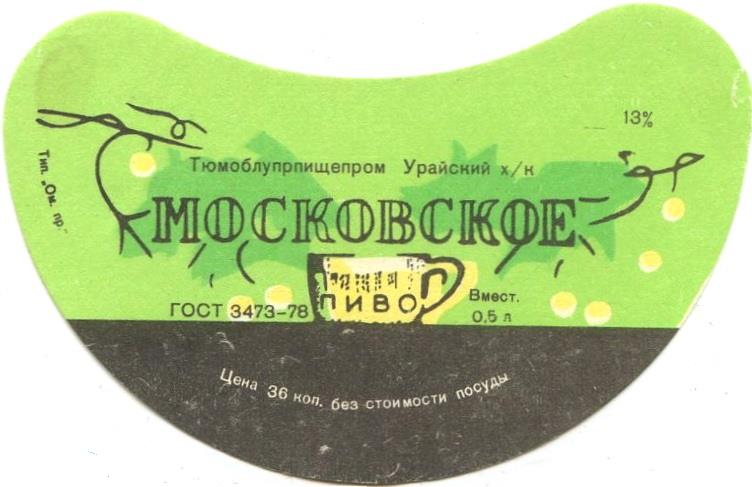 13%
Тюмоблупрпищепром Урайский х/к
Тип. „Ом. пр.
МОСКОВСКОЕ
ПИВО
ГОСТ 3473–78
Вмест.
0,5 л
Цена 36 коп. без стоимости посуды